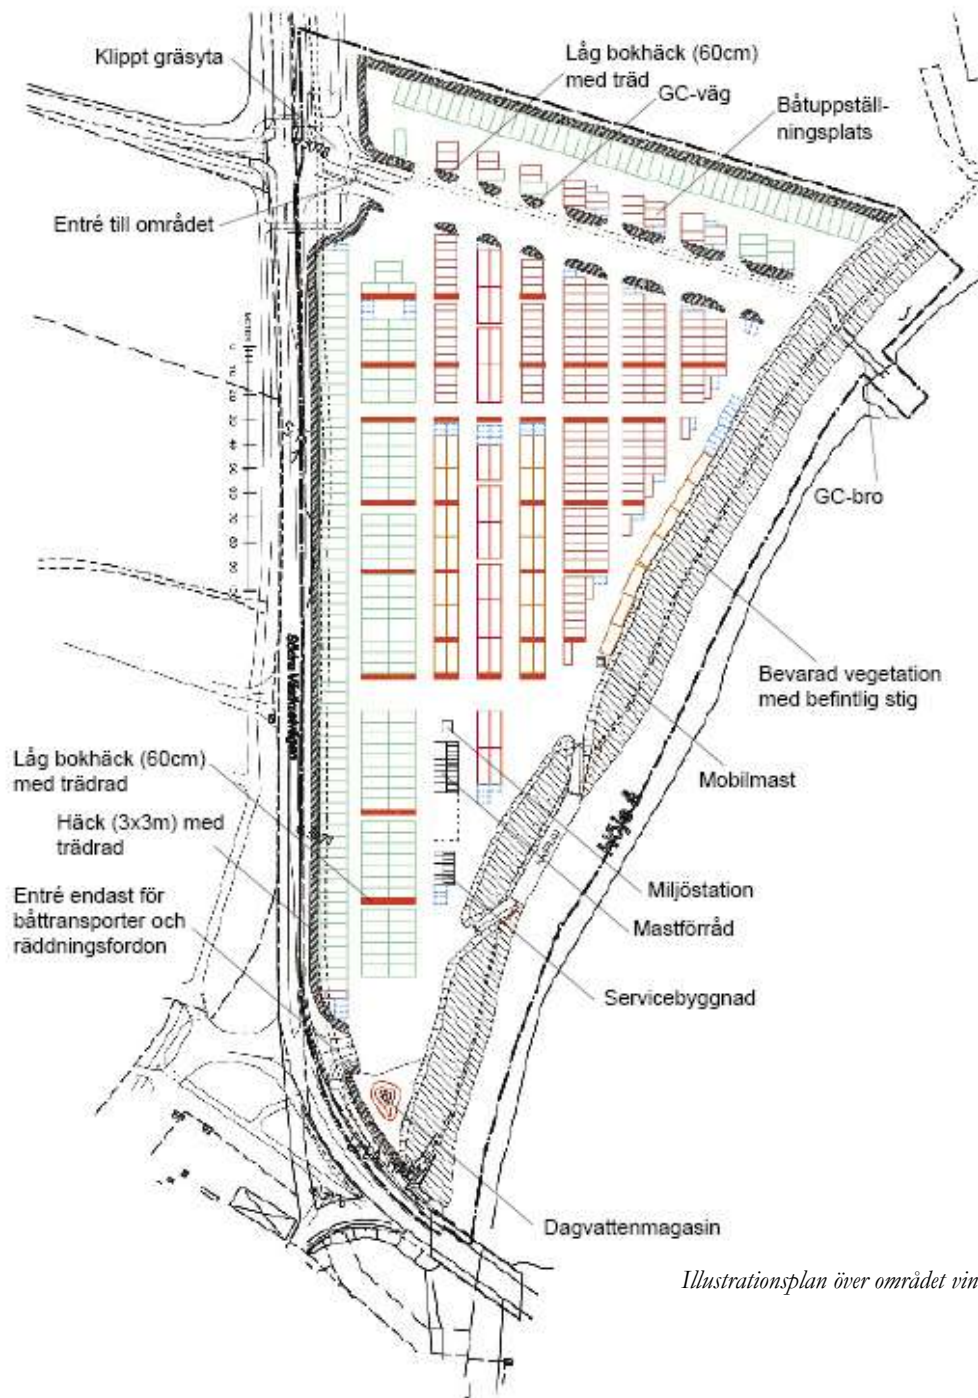 Klippt gräsyta
Låg bokhäck (60cm)
med träd
GC-väg
Båtuppställ-
ningsplats
Entré till området
GC-bro
Bevarad vegetation
med befintlig stig
Mobilmast
Låg bokhäck (60cm)
med trädrad
Häck (3x3m) med
trädrad
Entré endast för
båttransporter och
räddningsfordon
Miljöstation
Mastförråd
Servicebyggnad
Dagvattenmagasin
Illustrationsplan över området vin